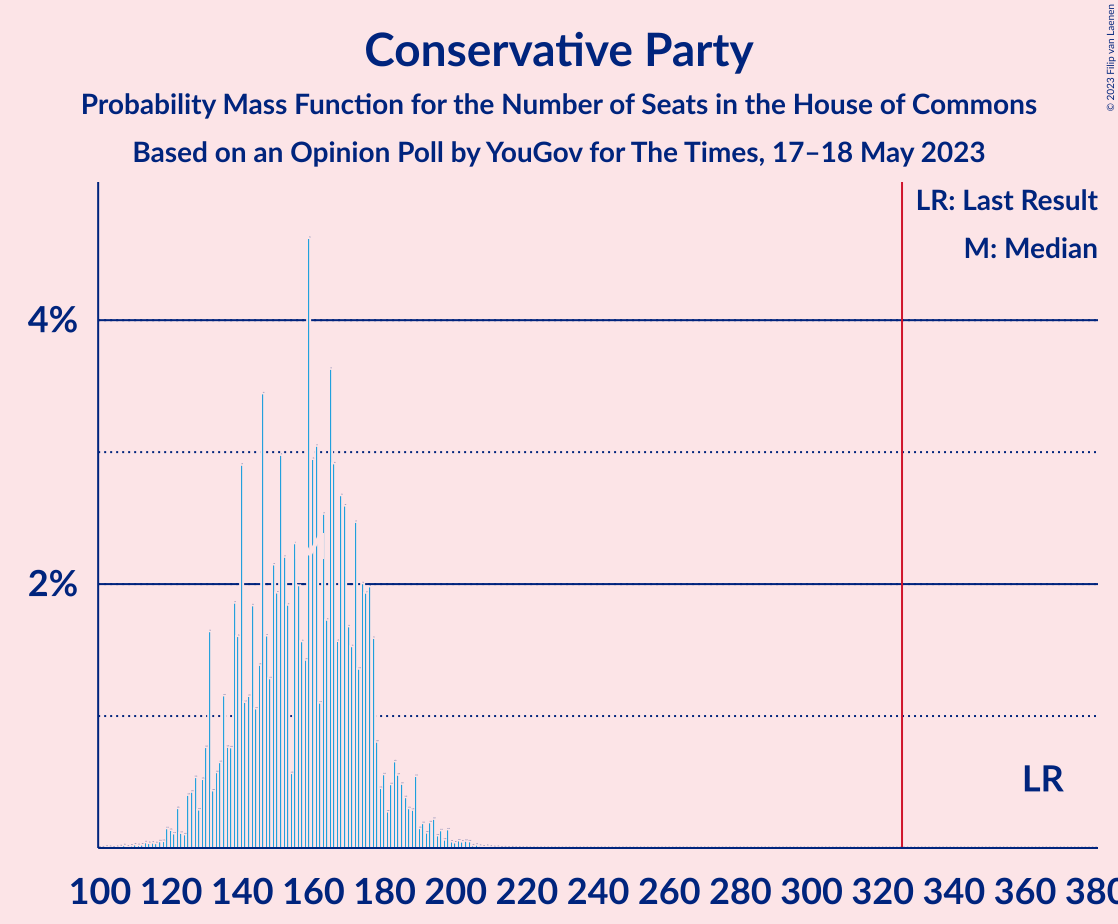 Conservative Party
Probability Mass Function for the Number of Seats in the House of Commons
Based on an Opinion Poll by YouGov for The Times, 17–18 May 2023
© 2023 Filip van Laenen
LR: Last Result
M: Median
4%
2%
LR
100 120 140 160 180 200 220 240 260 280 300 320 340 360 380